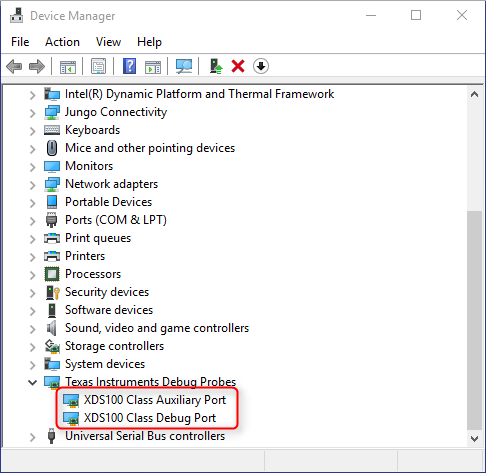 Device Manager
File Action View Help
Intel(R) Dynamic Platform and Thermal Framework
Jungo Connectivity
Keyboards
Mice and other pointing devices
Monitors
Network adapters
Portable Devices
Ports (COM & LPT)
Print queues
Printers
Processors
Security devices
Software devices
Sound, video and game controllers
Storage controllers
System devices
Texas Instruments Debug Probes
XDS100 Class Auxiliary Port
XDS100 Class Debug Port
Universal Serial Bus controllers